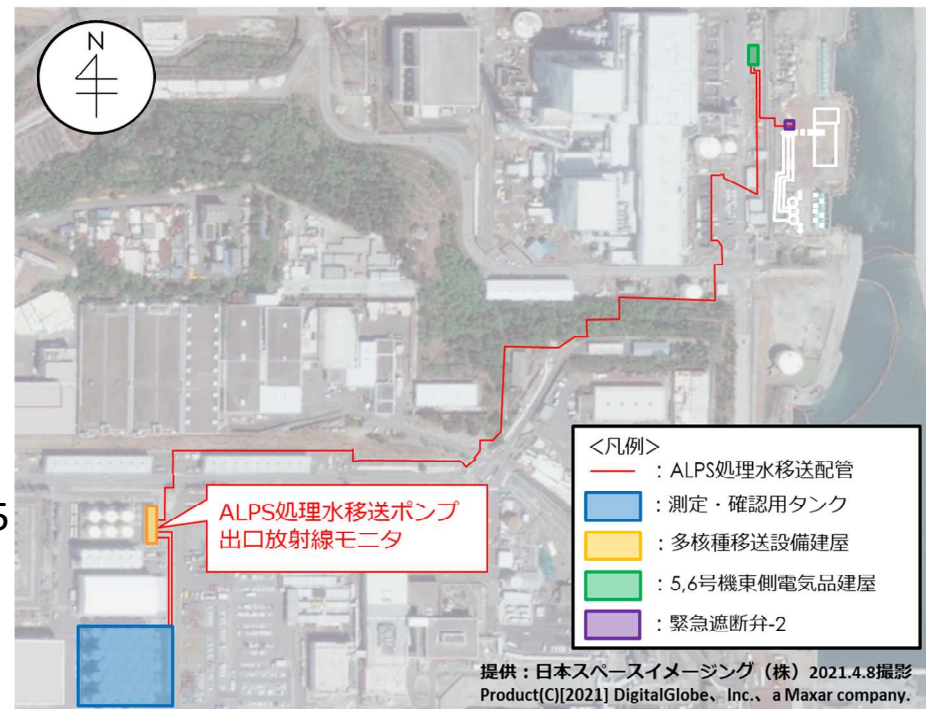 N
ALPS処理水移送ポンプ
出口放射線モニタ
5
<凡例>
：ALPS処理水移送配管
：測定・確認用タンク
：多核種移送設備建屋
：5,6号機東側電気品建屋
：緊急遮断弁-2
提供：日本スペースイメージング（株）2021.4.8撮影
Product(C)[2021] DigitalGlobe、Inc.、a Maxar company.